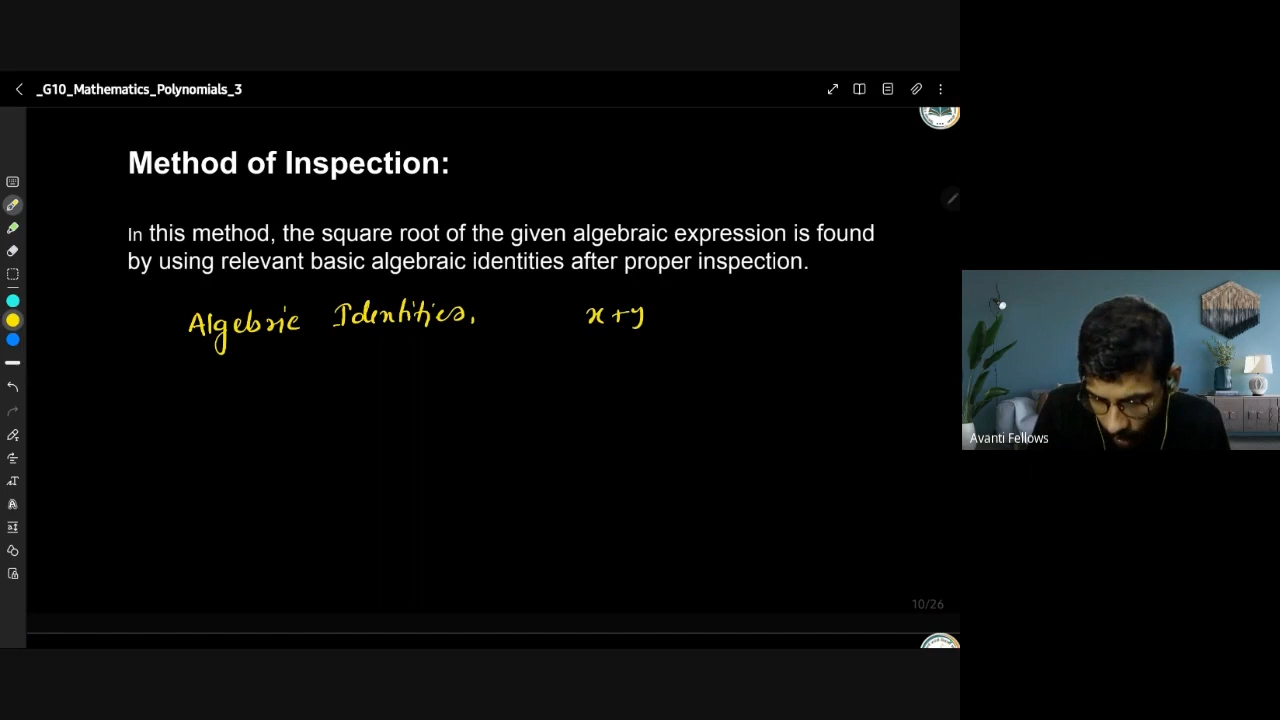 _G10_Mathematics_Polynomials_3
Method of Inspection:
In this method, the square root of the given algebraic expression is found
by using relevant basic algebraic identities after proper inspection.
Algebric Identities. x+y
Avanti Fellows
10/26